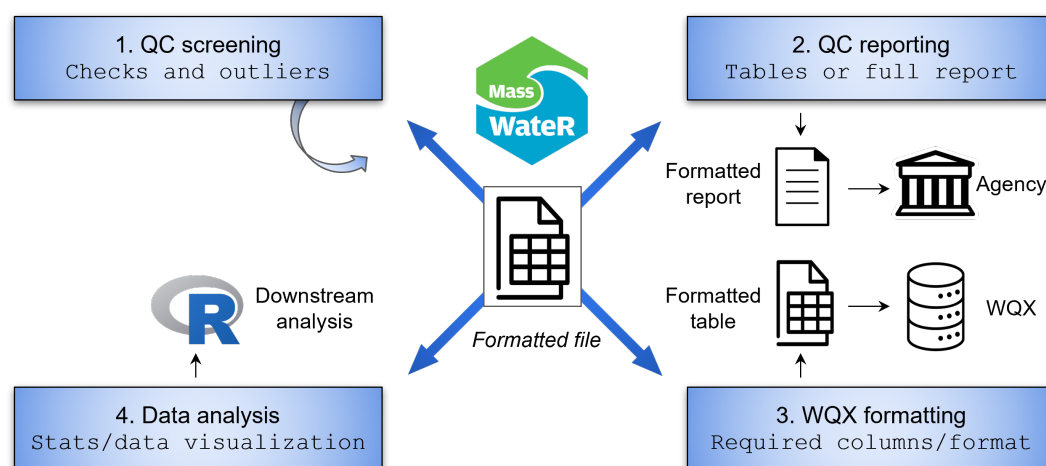 1. QC screening
Checks and outliers
Mass
WateR
2. QC reporting
Tables or full report
Formatted
report
Agency
R
Downstream
analysis
Formatted file
Formatted
table
WQX
4. Data analysis
Stats/data visualization
3. WQX formatting
Required columns/format